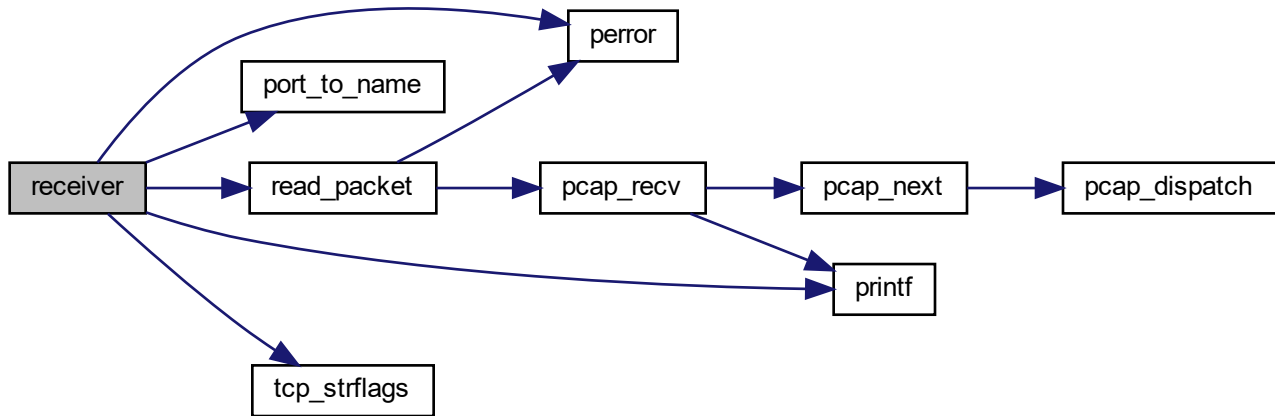 perror
port_to_name
receiver
read_packet
pcap_recv
pcap_next
pcap_dispatch
printf
tcp_strflags